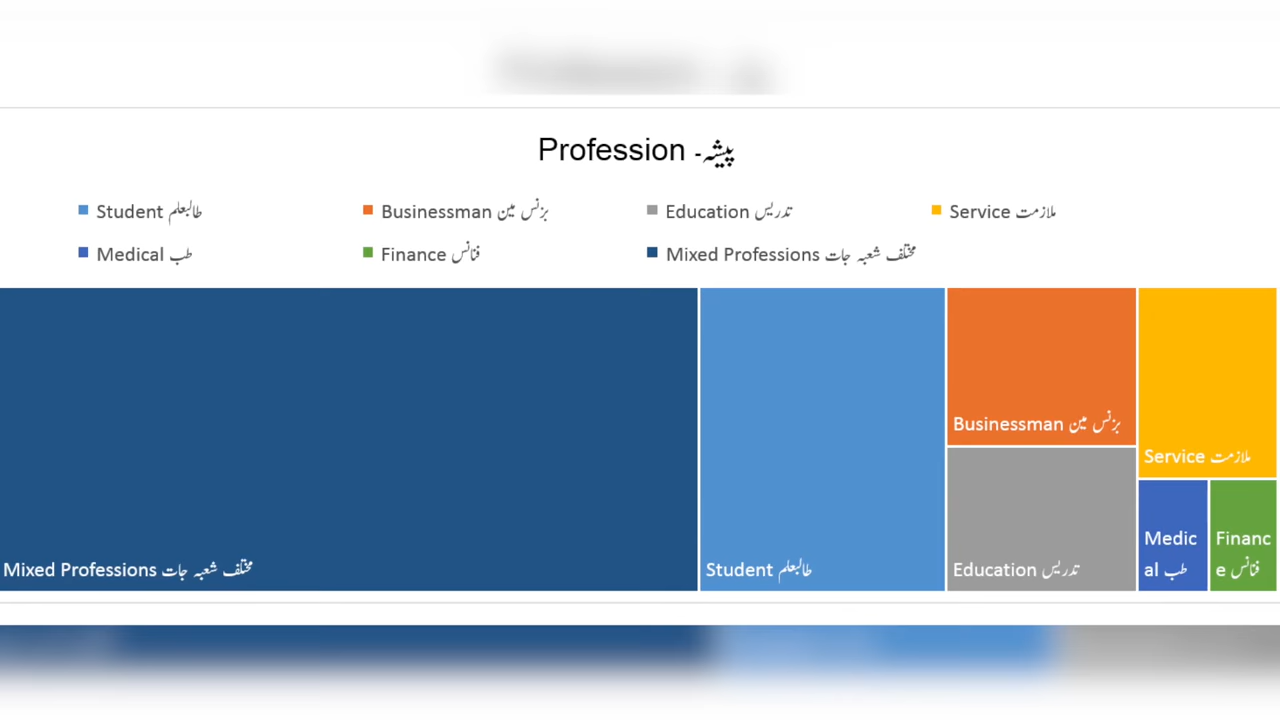 Profession - پیشہ
Student طالبعلم
Businessman بزنس مین
Education تدریس
Service ملازمت
Medical طب
Finance فنانس
Mixed Professions مختلف شعبہ جات
Mixed Professions مختلف شعبہ جات
Student طالبعلم
Businessman بزنس مین
Education تدریس
Service ملازمت
Medic
al طب
Financ
e فنانس